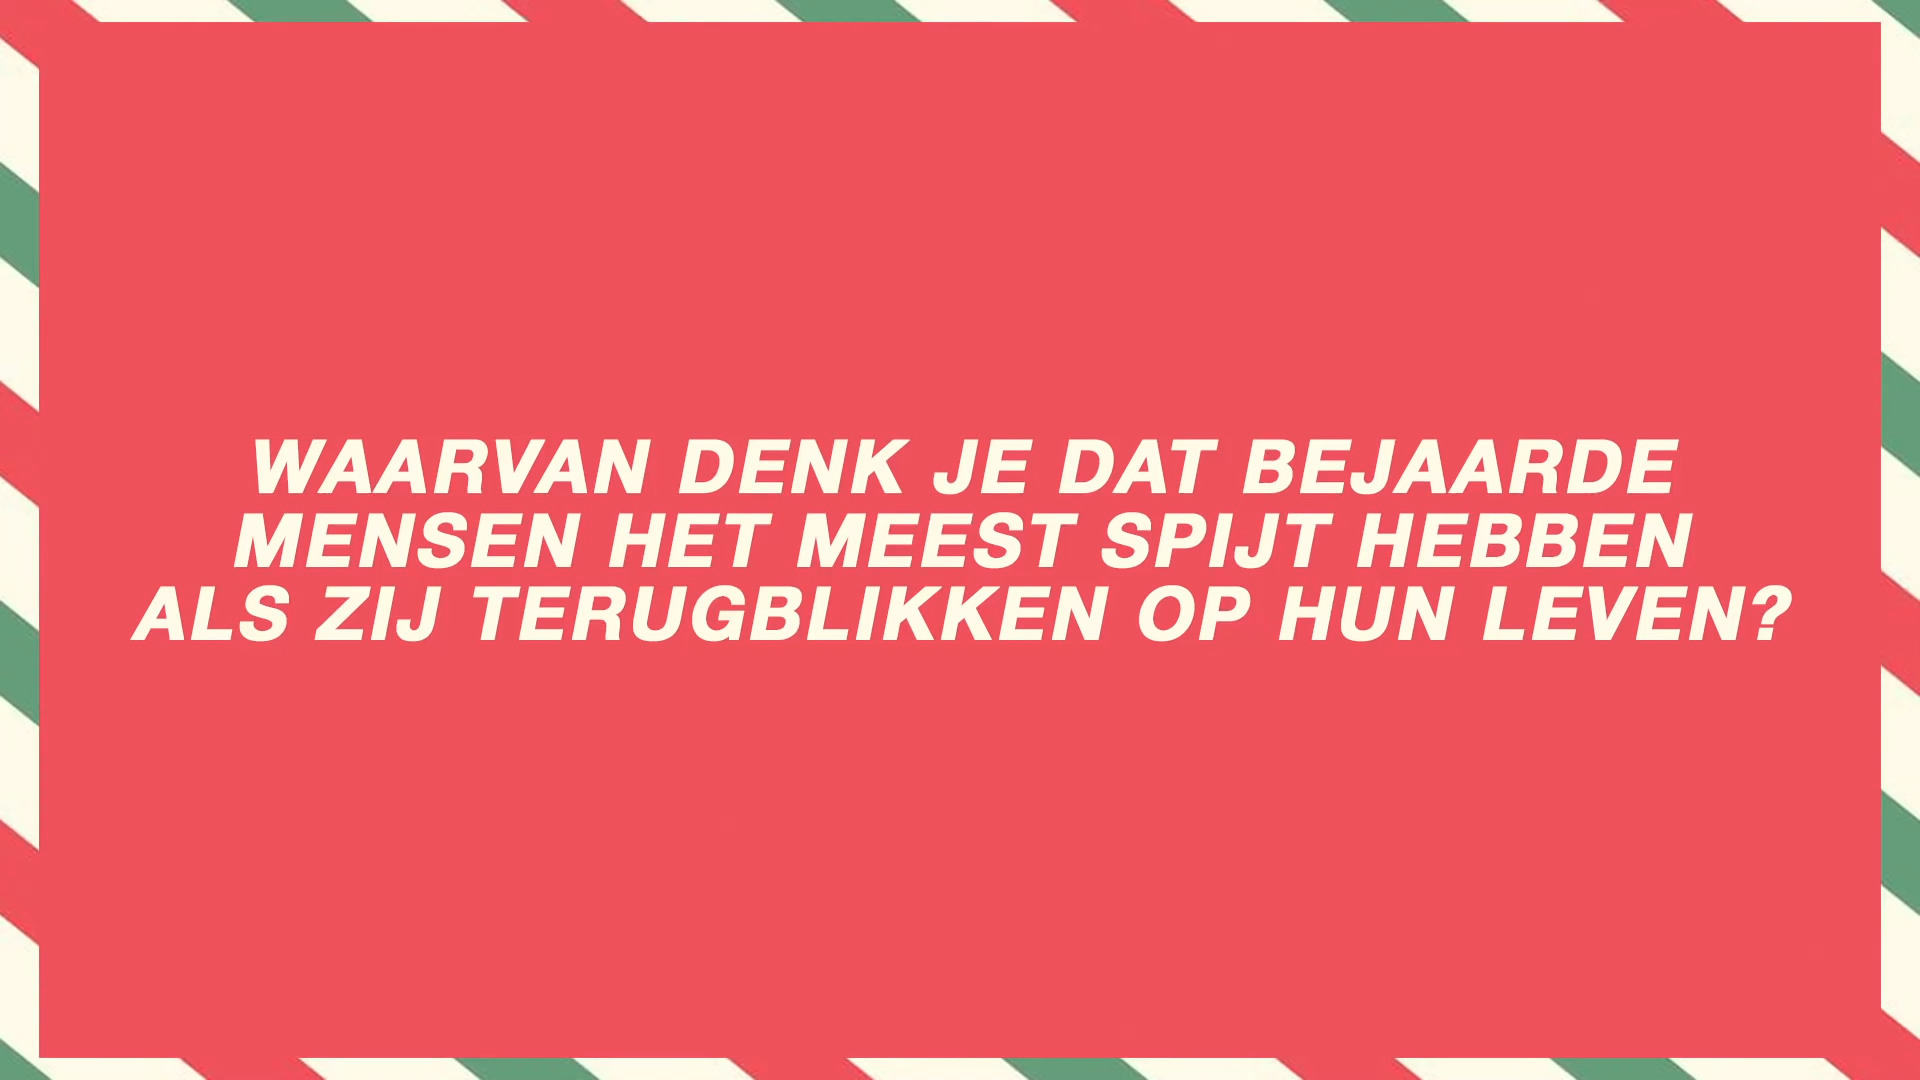 WAARVAN DENK JE DAT BEJAARDE
MENSEN HET MEEST SPIJT HEBBEN
ALS ZIJ TERUGBLIKKEN OP HUN LEVEN?